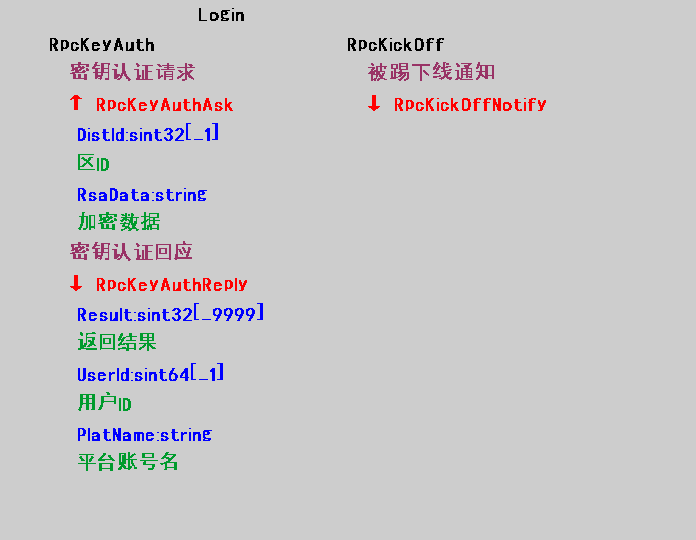 Login
RpcKeyAuth
密钥认证请求
↑ RpcKeyAuthAsk
DistId:sint32[_1]
区ID
RsaData:string
加密数据
密钥认证回应
↓ RpcKeyAuthReply
Result:sint32[_9999]
返回结果
UserId:sint64[_1]
用户ID
PlatName:string
平台账号名
RpcKickOff
被踢下线通知
↓ RpcKickOffNotify